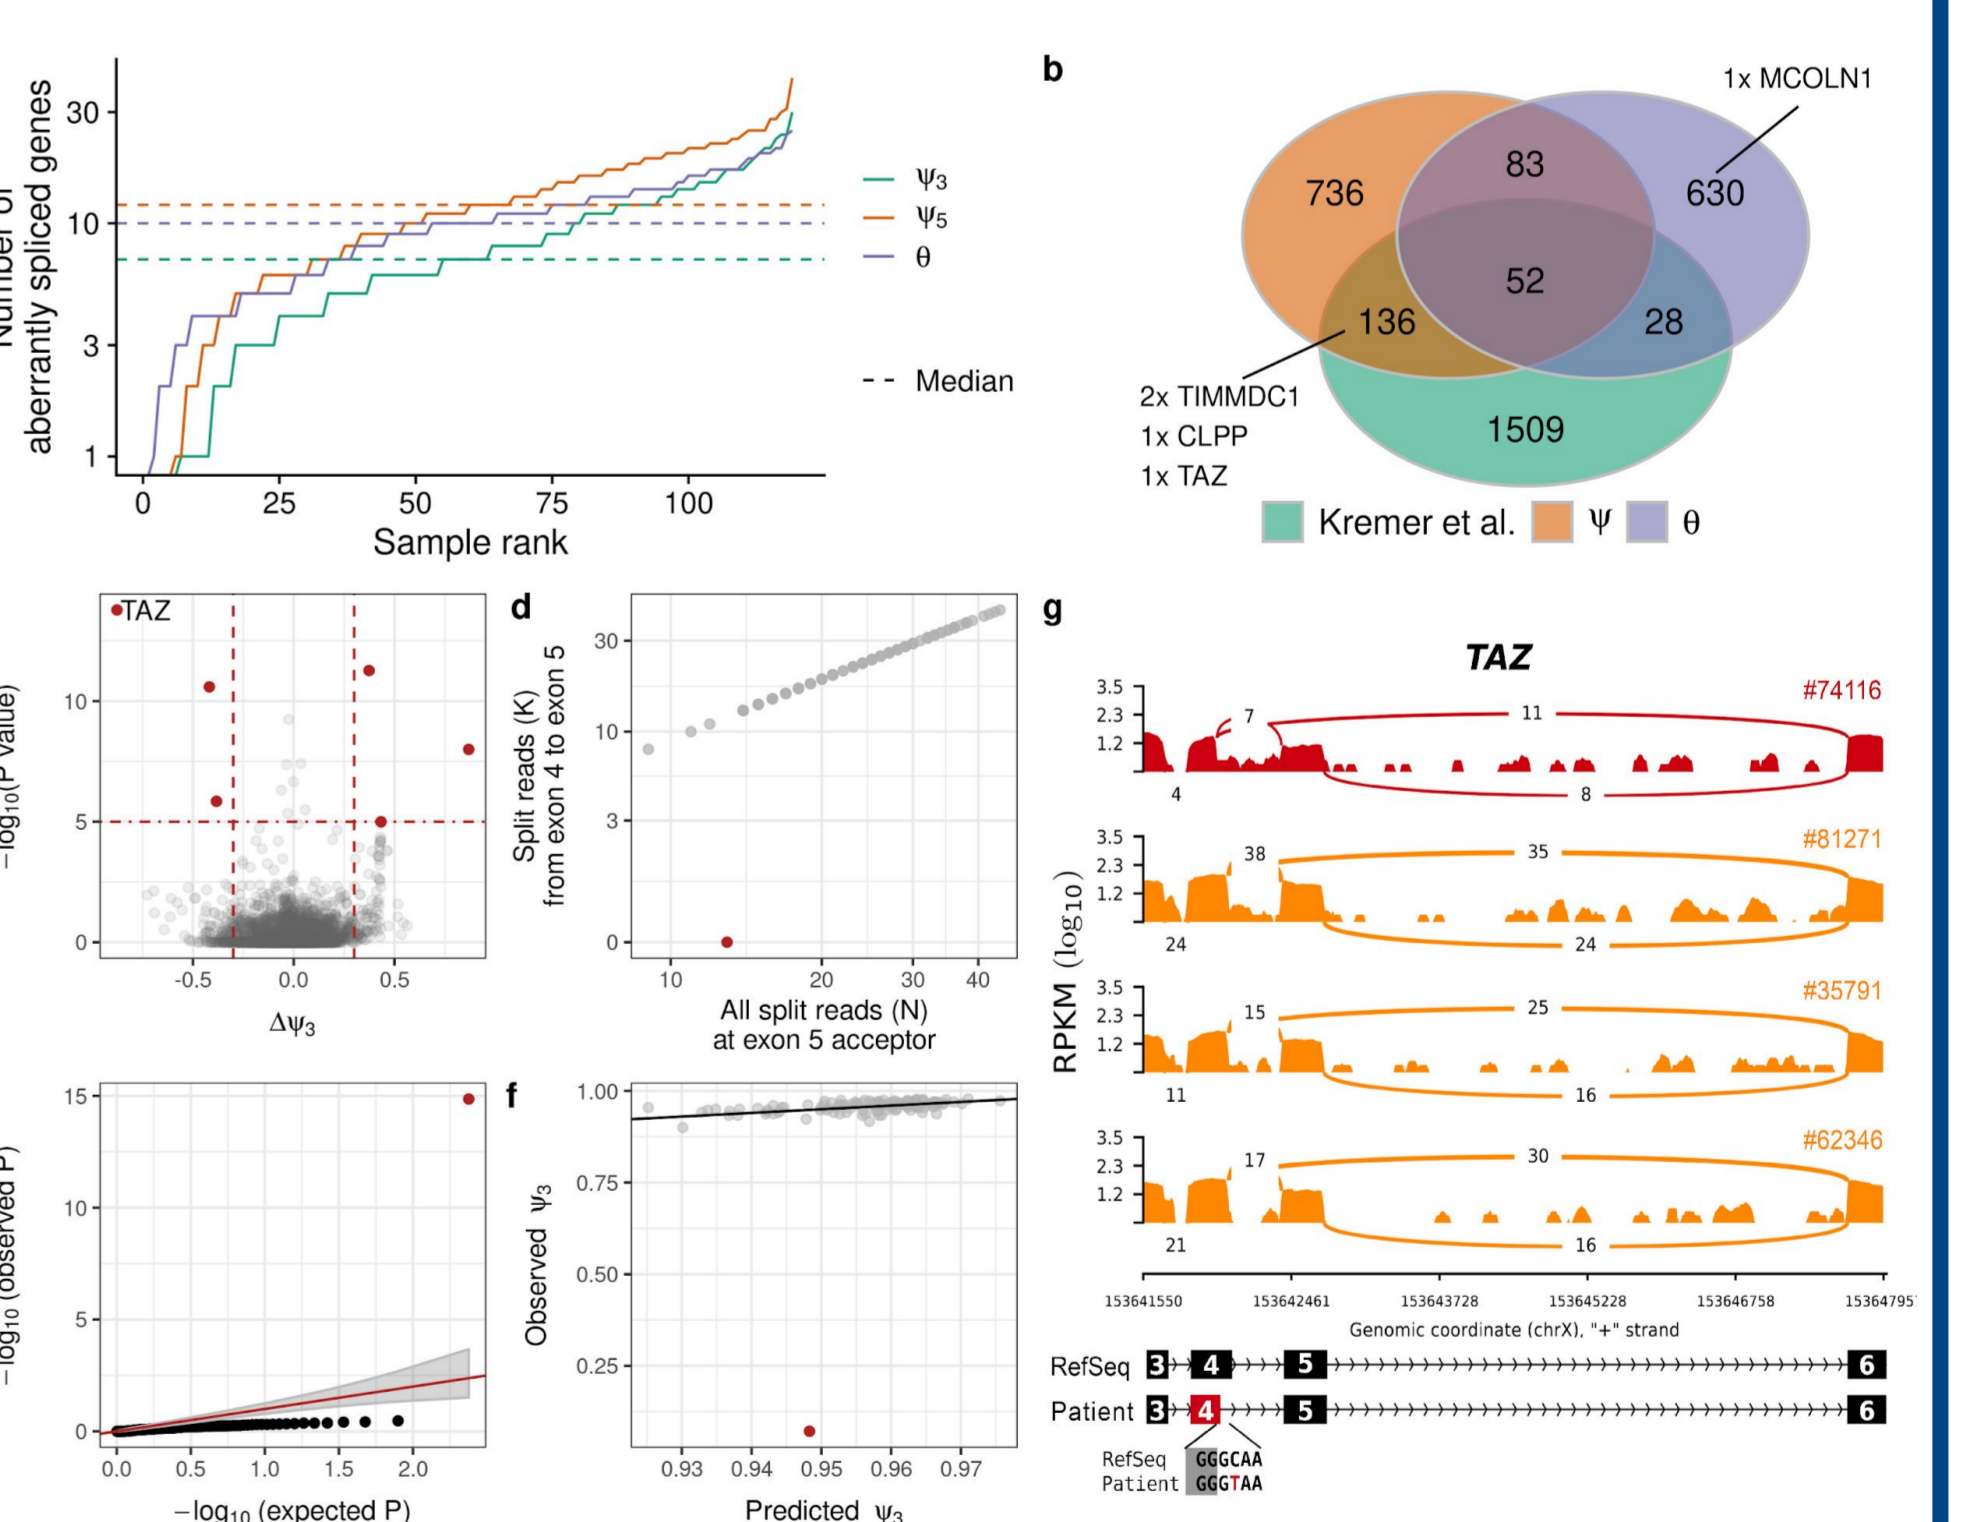 aberrantly spliced genes
30
10
3
1
0
25
50
75
100
Sample rank
ψ3
ψ5
θ
Median
b
1x MCOLN1
83
736
630
52
136
28
1509
2x TIMMDC1
1x CLPP
1x TAZ
Kremer et al.
ψ
θ
TAZ
10
5
0
-0.5
0.0
0.5
Δψ3
d
Split reads (K)
from exon 4 to exon 5
30
10
3
0
10
20
30
40
All split reads (N)
at exon 5 acceptor
15
10
5
0
0.0
0.5
1.0
1.5
2.0
−log10 (expected P)
f
Observed ψ3
1.00
0.75
0.50
0.25
0.93
0.94
0.95
0.96
0.97
Predicted ψ3
g
TAZ
RPKM (log10)
3.5
2.3
1.2
#74116
7
11
4
8
3.5
2.3
1.2
#81271
38
35
24
24
3.5
2.3
1.2
#35791
15
25
11
16
3.5
2.3
1.2
#62346
17
30
21
16
153641550
153642461
153643728
153645228
153646758
153647957
Genomic coordinate (chrX), "+" strand
RefSeq 3 4 5 6
Patient 3 4 5 6
RefSeq GGGCAA
Patient GGGTAA